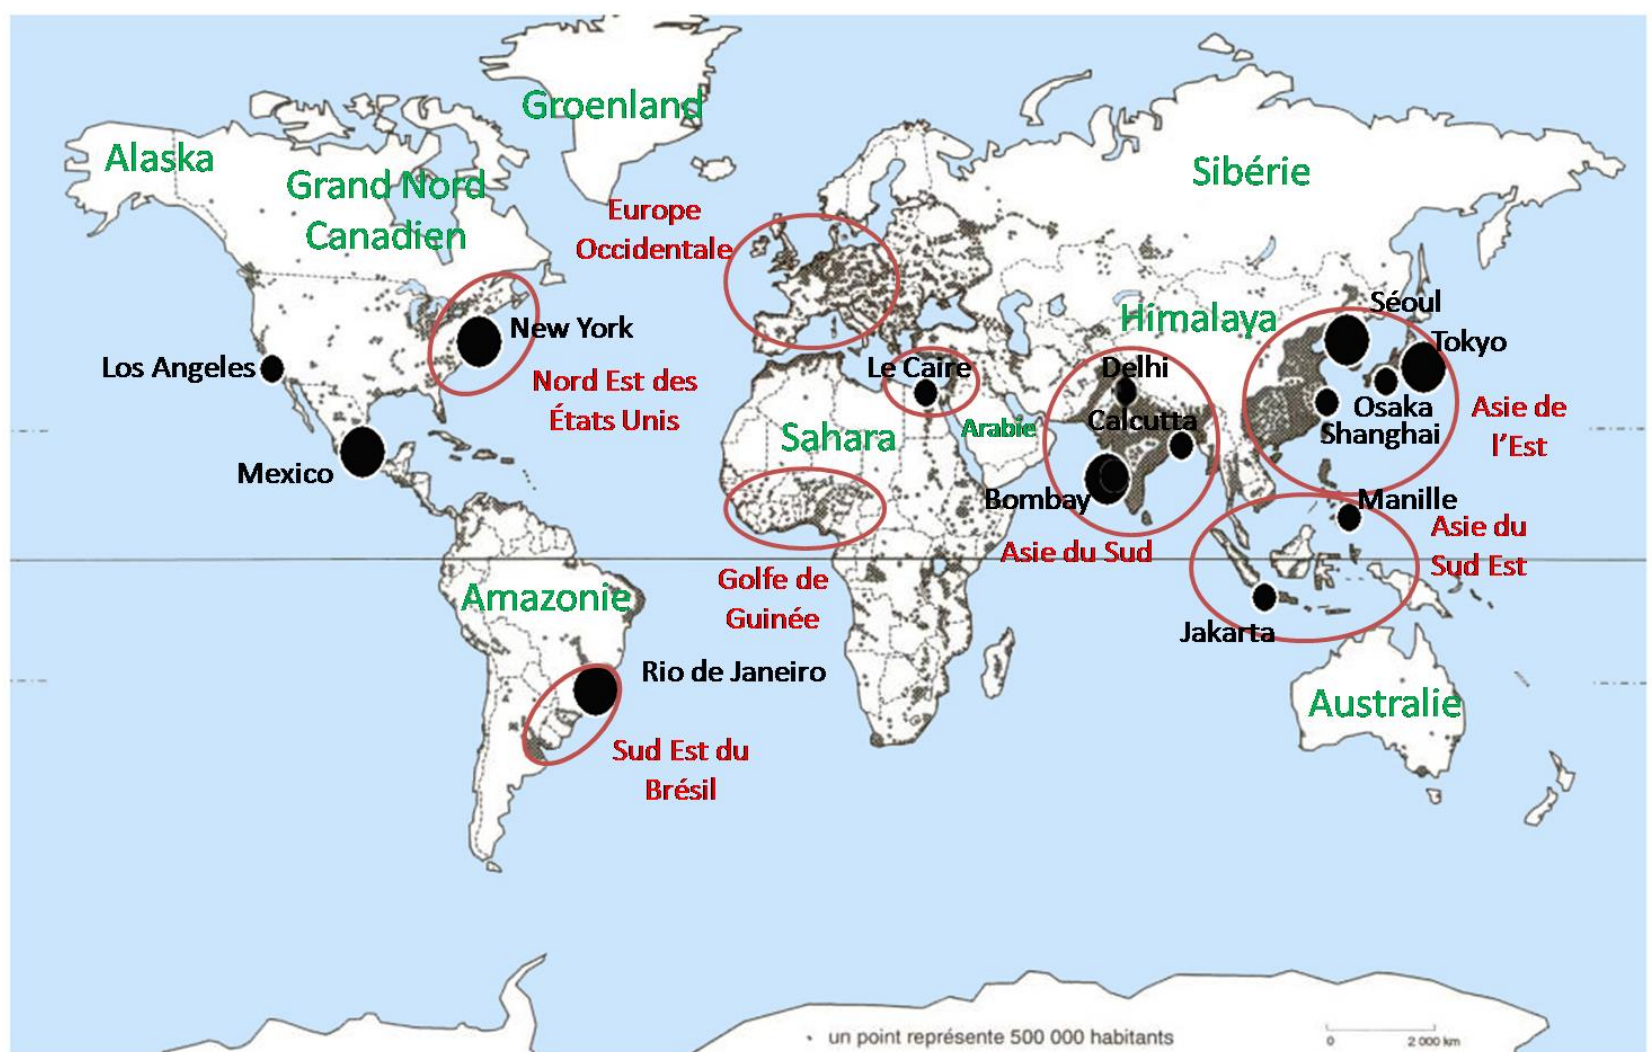 Groenland
Alaska
Grand Nord
Canadien
Sibérie
Europe
Occidentale
Himalaya
Séoul
New York
Tokyo
Los Angeles
Le Caire
Delhi
Nord Est des
États Unis
Osaka
Asie de
l’Est
Calcutta
Shanghai
Sahara
Arabie
Mexico
Bombay
Manille
Asie du
Sud Est
Asie du Sud
Golfe de
Guinée
Amazonie
Jakarta
Rio de Janeiro
Australie
Sud Est du
Brésil
un point représente 500 000 habitants
0 2 000 km